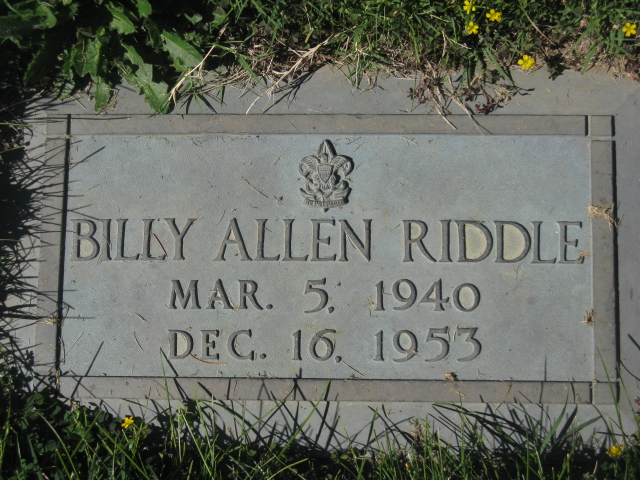 BILLY ALLEN RIDDLE
MAR. 5, 1940
DEC. 16, 1953